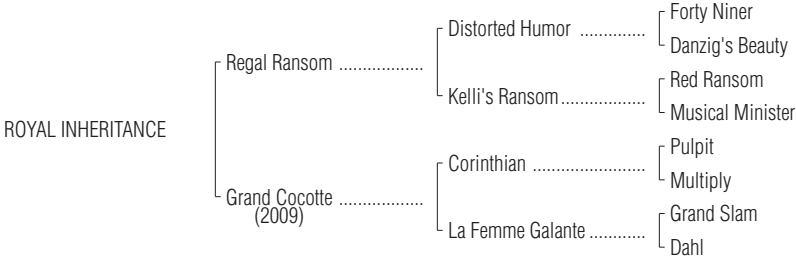 Forty Niner
Distorted Humor ..............
Danzig's Beauty
Regal Ransom ..................
Red Ransom
Kelli's Ransom..................
Musical Minister
ROYAL INHERITANCE
Pulpit
Corinthian ........................
Multiply
Grand Cocotte ..................
(2009)
Grand Slam
La Femme Galante ............
Dahl